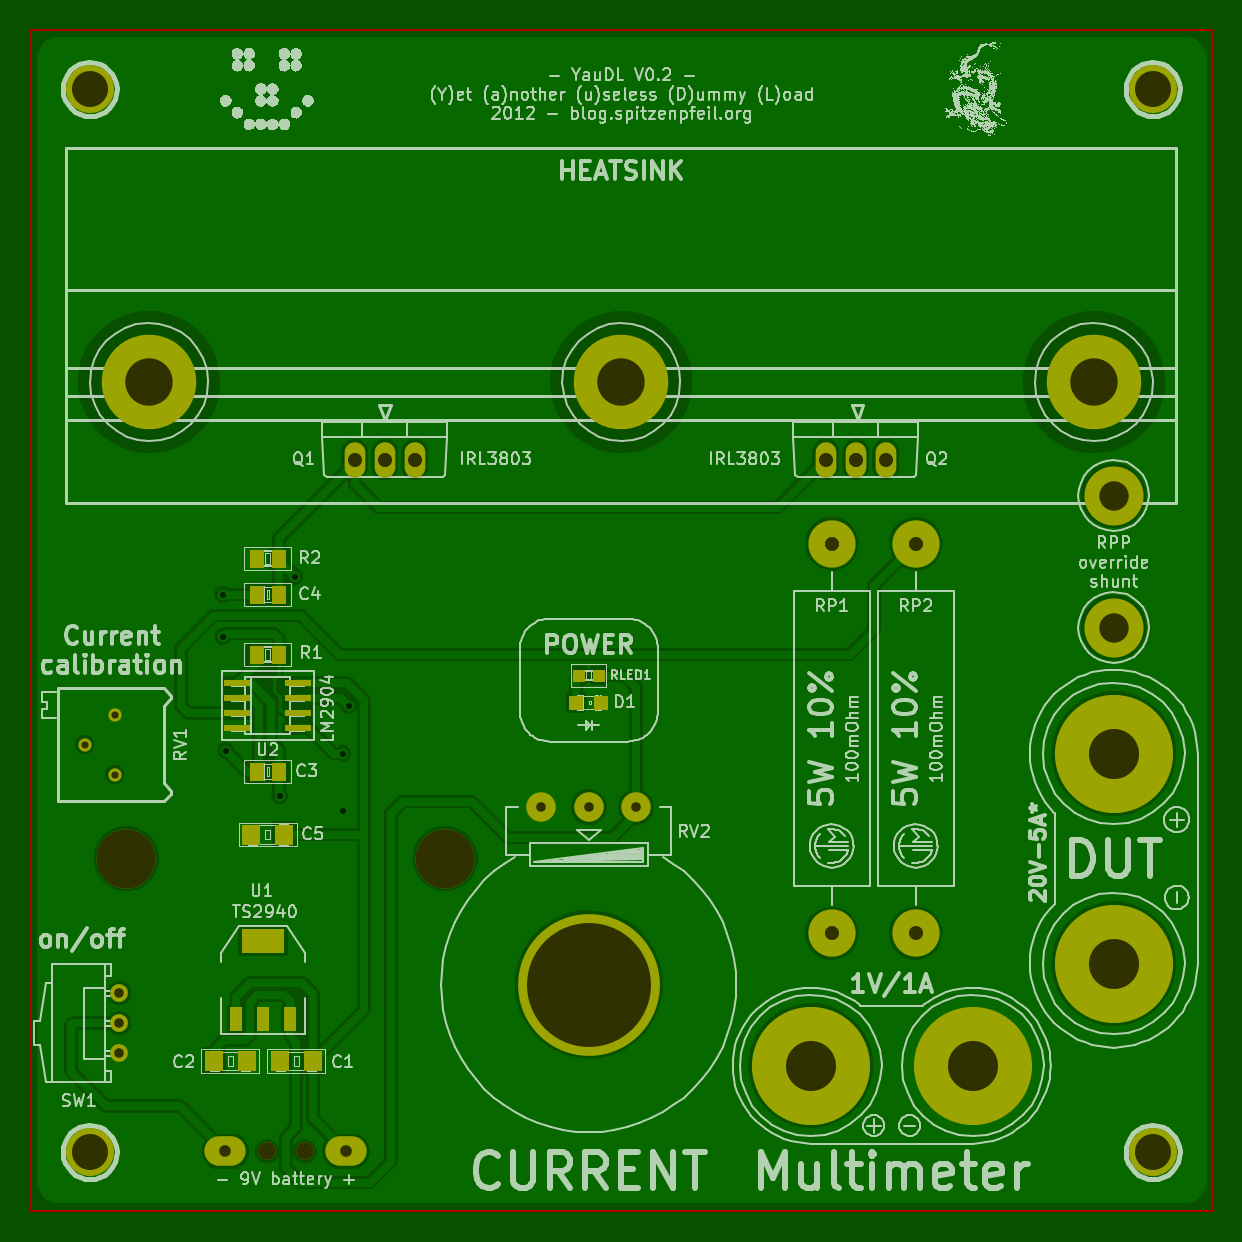 - YauDL V0.2 -
(Y)et (a)nother (u)seless (D)ummy (L)oad
2012 - blog.spitzenpfeil.org
HEATSINK
Q1
IRL3803
IRL3803
Q2
R2
RPP
override
shunt
C4
RP1
RP2
Current
calibration
POWER
R1
RLED1
D1
LM2904
5W 10%
100mOhm
5W 10%
100mOhm
RV1
U2
C3
C5
RV2
20V-5A*
DUT
U1
TS2940
on/off
1V/1A
C2
C1
SW1
- 9V battery +
CURRENT
Multimeter